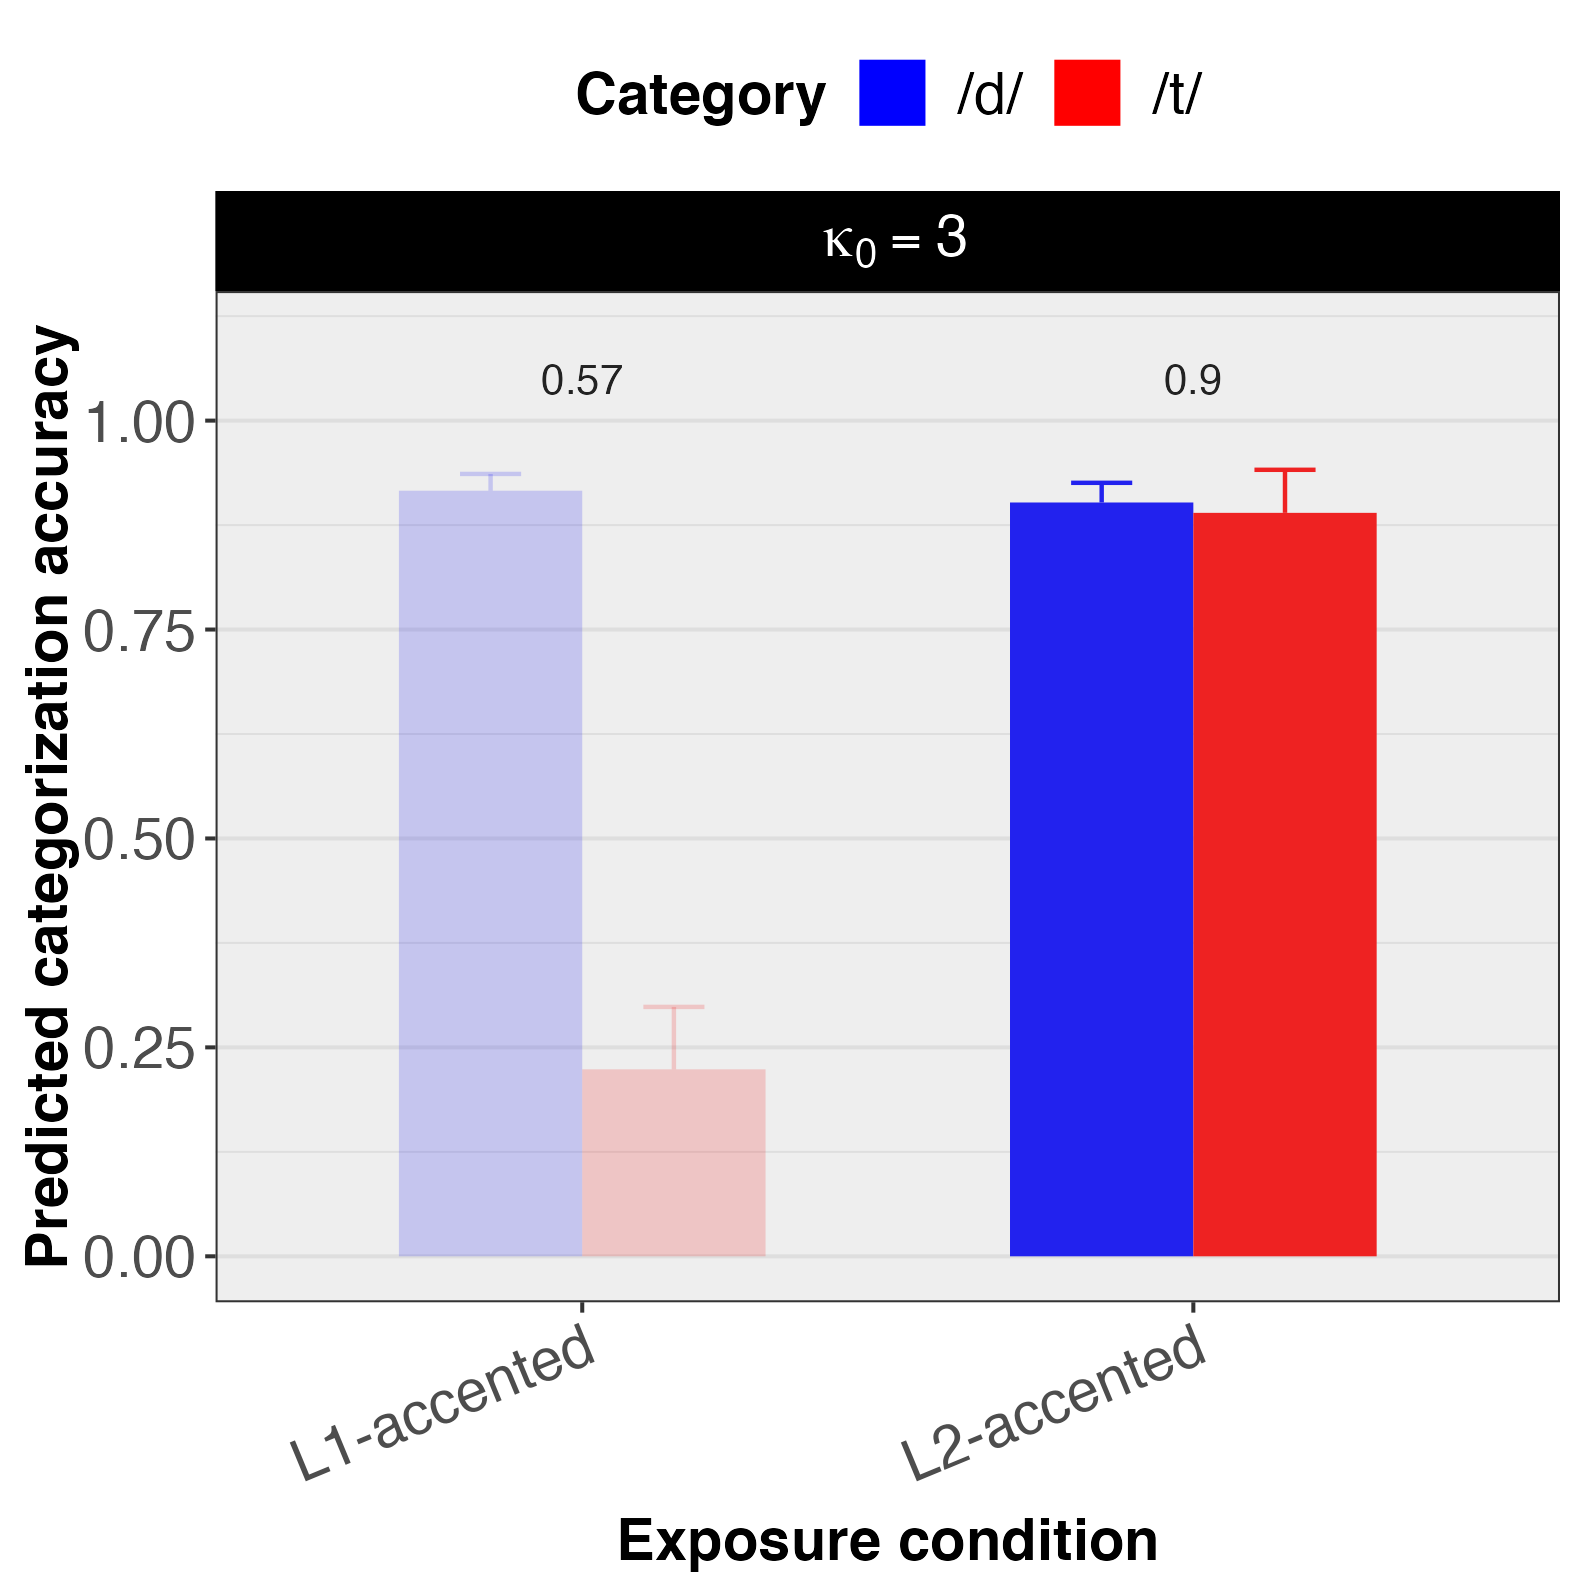 Category /d/ /t/
κ₀ = 3
0.57 0.9
Predicted categorization accuracy
1.00
0.75
0.50
0.25
0.00
L1-accented L2-accented
Exposure condition